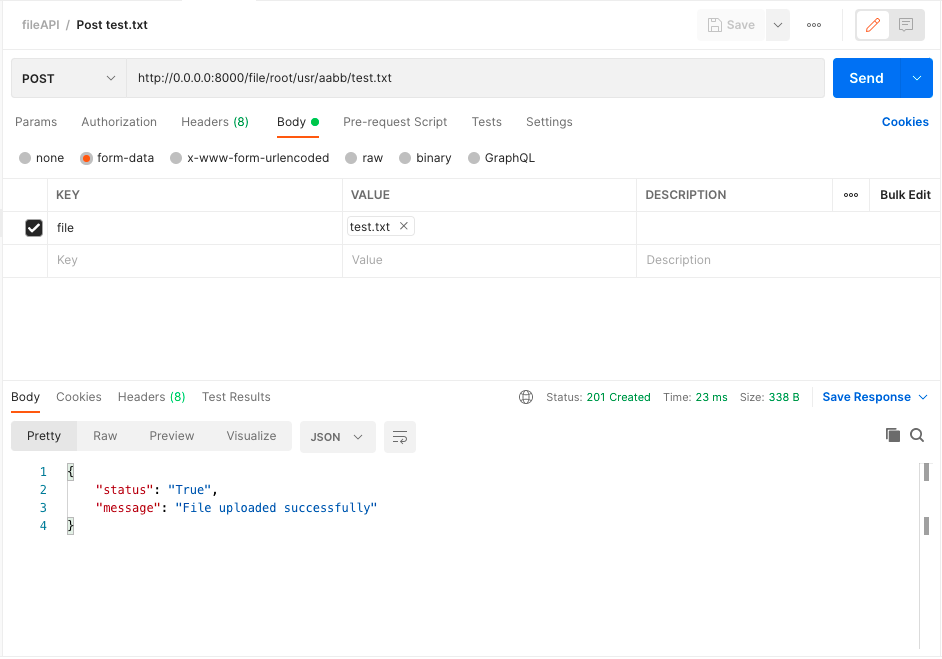 fileAPI / Post test.txt Save
POST http://0.0.0.0:8000/file/root/usr/aabb/test.txt Send
Params Authorization Headers (8) Body Pre-request Script Tests Settings Cookies
none form-data x-www-form-urlencoded raw binary GraphQL
KEY VALUE DESCRIPTION Bulk Edit
file test.txt
Key Value Description
Body Cookies Headers (8) Test Results Status: 201 Created Time: 23 ms Size: 338 B Save Response
Pretty Raw Preview Visualize JSON
1 {
2 "status": "True",
3 "message": "File uploaded successfully"
4 }